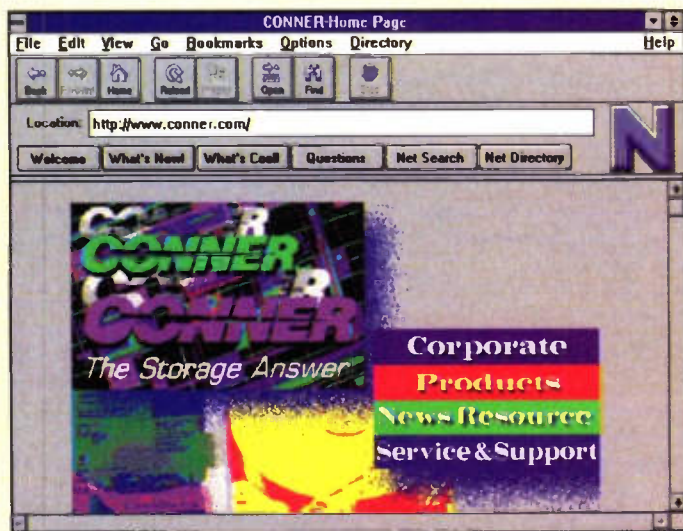 CONNER-Home Page
File Edit View Go Bookmarks Options Directory Help
Back Forward Home Reload Open Find Stop
Location: http://www.conner.com/
Welcome What's New! What's Cool! Questions Net Search Net Directory
N
CONNER
CONNER
CONNER
CONNER
The Storage Answer
Corporate
Products
News Resource
Service & Support